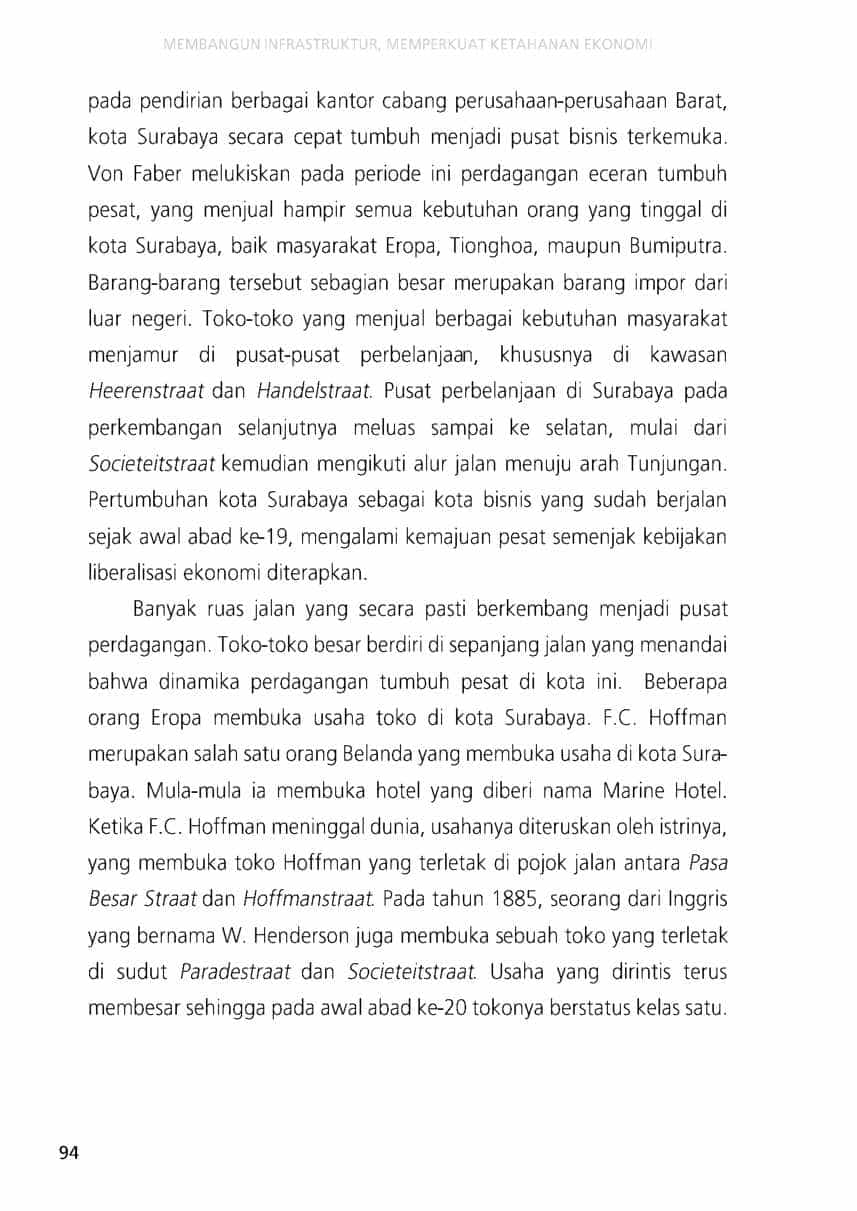 MEMBANGUN INFRASTRUKTUR, MEMPERKUAT KETAHANAN EKONOMI
pada pendirian berbagai kantor cabang perusahaan-perusahaan Barat,
kota Surabaya secara cepat tumbuh menjadi pusat bisnis terkemuka.
Von Faber melukiskan pada periode ini perdagangan eceran tumbuh
pesat, yang menjual hampir semua kebutuhan orang yang tinggal di
kota Surabaya, baik masyarakat Eropa, Tionghoa, maupun Bumiputra.
Barang-barang tersebut sebagian besar merupakan barang impor dari
luar negeri. Toko-toko yang menjual berbagai kebutuhan masyarakat
menjamur di pusat-pusat perbelanjaan, khususnya di kawasan
Heerenstraat dan Handelstraat. Pusat perbelanjaan di Surabaya pada
perkembangan selanjutnya meluas sampai ke selatan, mulai dari
Societeitstraat kemudian mengikuti alur jalan menuju arah Tunjungan.
Pertumbuhan kota Surabaya sebagai kota bisnis yang sudah berjalan
sejak awal abad ke-19, mengalami kemajuan pesat semenjak kebijakan
liberalisasi ekonomi diterapkan.
Banyak ruas jalan yang secara pasti berkembang menjadi pusat
perdagangan. Toko-toko besar berdiri di sepanjang jalan yang menandai
bahwa dinamika perdagangan tumbuh pesat di kota ini. Beberapa
orang Eropa membuka usaha toko di kota Surabaya. F.C. Hoffman
merupakan salah satu orang Belanda yang membuka usaha di kota Sura-
baya. Mula-mula ia membuka hotel yang diberi nama Marine Hotel.
Ketika F.C. Hoffman meninggal dunia, usahanya diteruskan oleh istrinya,
yang membuka toko Hoffman yang terletak di pojok jalan antara Pasa
Besar Straat dan Hoffmanstraat. Pada tahun 1885, seorang dari Inggris
yang bernama W. Henderson juga membuka sebuah toko yang terletak
di sudut Paradestraat dan Societeitstraat. Usaha yang dirintis terus
membesar sehingga pada awal abad ke-20 tokonya berstatus kelas satu.
94